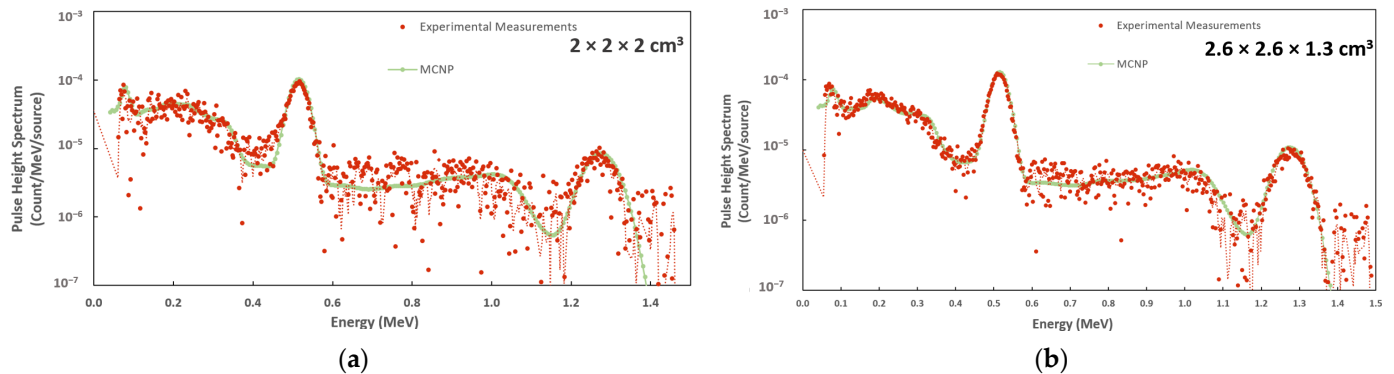 10⁻³
10⁻⁴
10⁻⁵
10⁻⁶
10⁻⁷
Pulse Height Spectrum
(Count/MeV/source)
Experimental Measurements
2 × 2 × 2 cm³
MCNP
0.0 0.2 0.4 0.6 0.8 1.0 1.2 1.4
Energy (MeV)
(a)
10⁻³
10⁻⁴
10⁻⁵
10⁻⁶
10⁻⁷
Pulse Height Spectrum
(Count/MeV/source)
Experimental Measurements
2.6 × 2.6 × 1.3 cm³
MCNP
0.0 0.1 0.2 0.3 0.4 0.5 0.6 0.7 0.8 0.9 1.0 1.1 1.2 1.3 1.4 1.5
Energy (MeV)
(b)